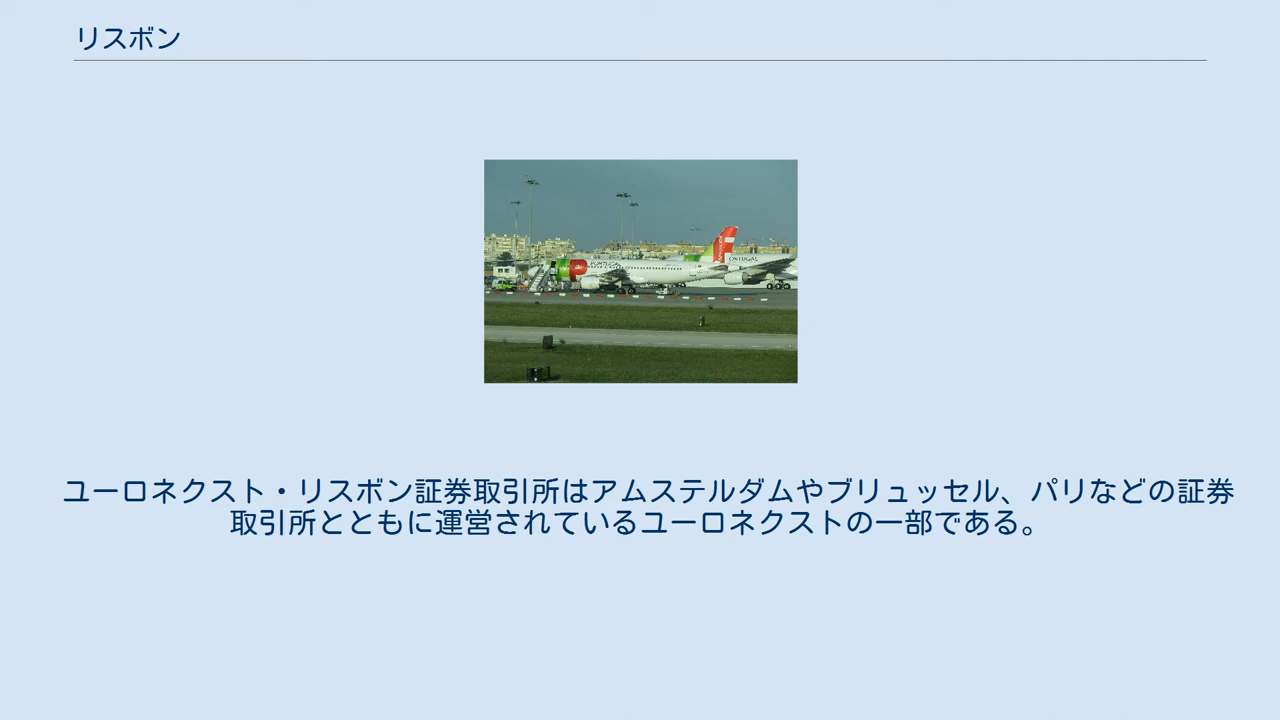 リスボン
PORTUGAL
PORTUGAL
ユーロネクスト・リスボン証券取引所はアムステルダムやブリュッセル、パリなどの証券
取引所とともに運営されているユーロネクストの一部である。